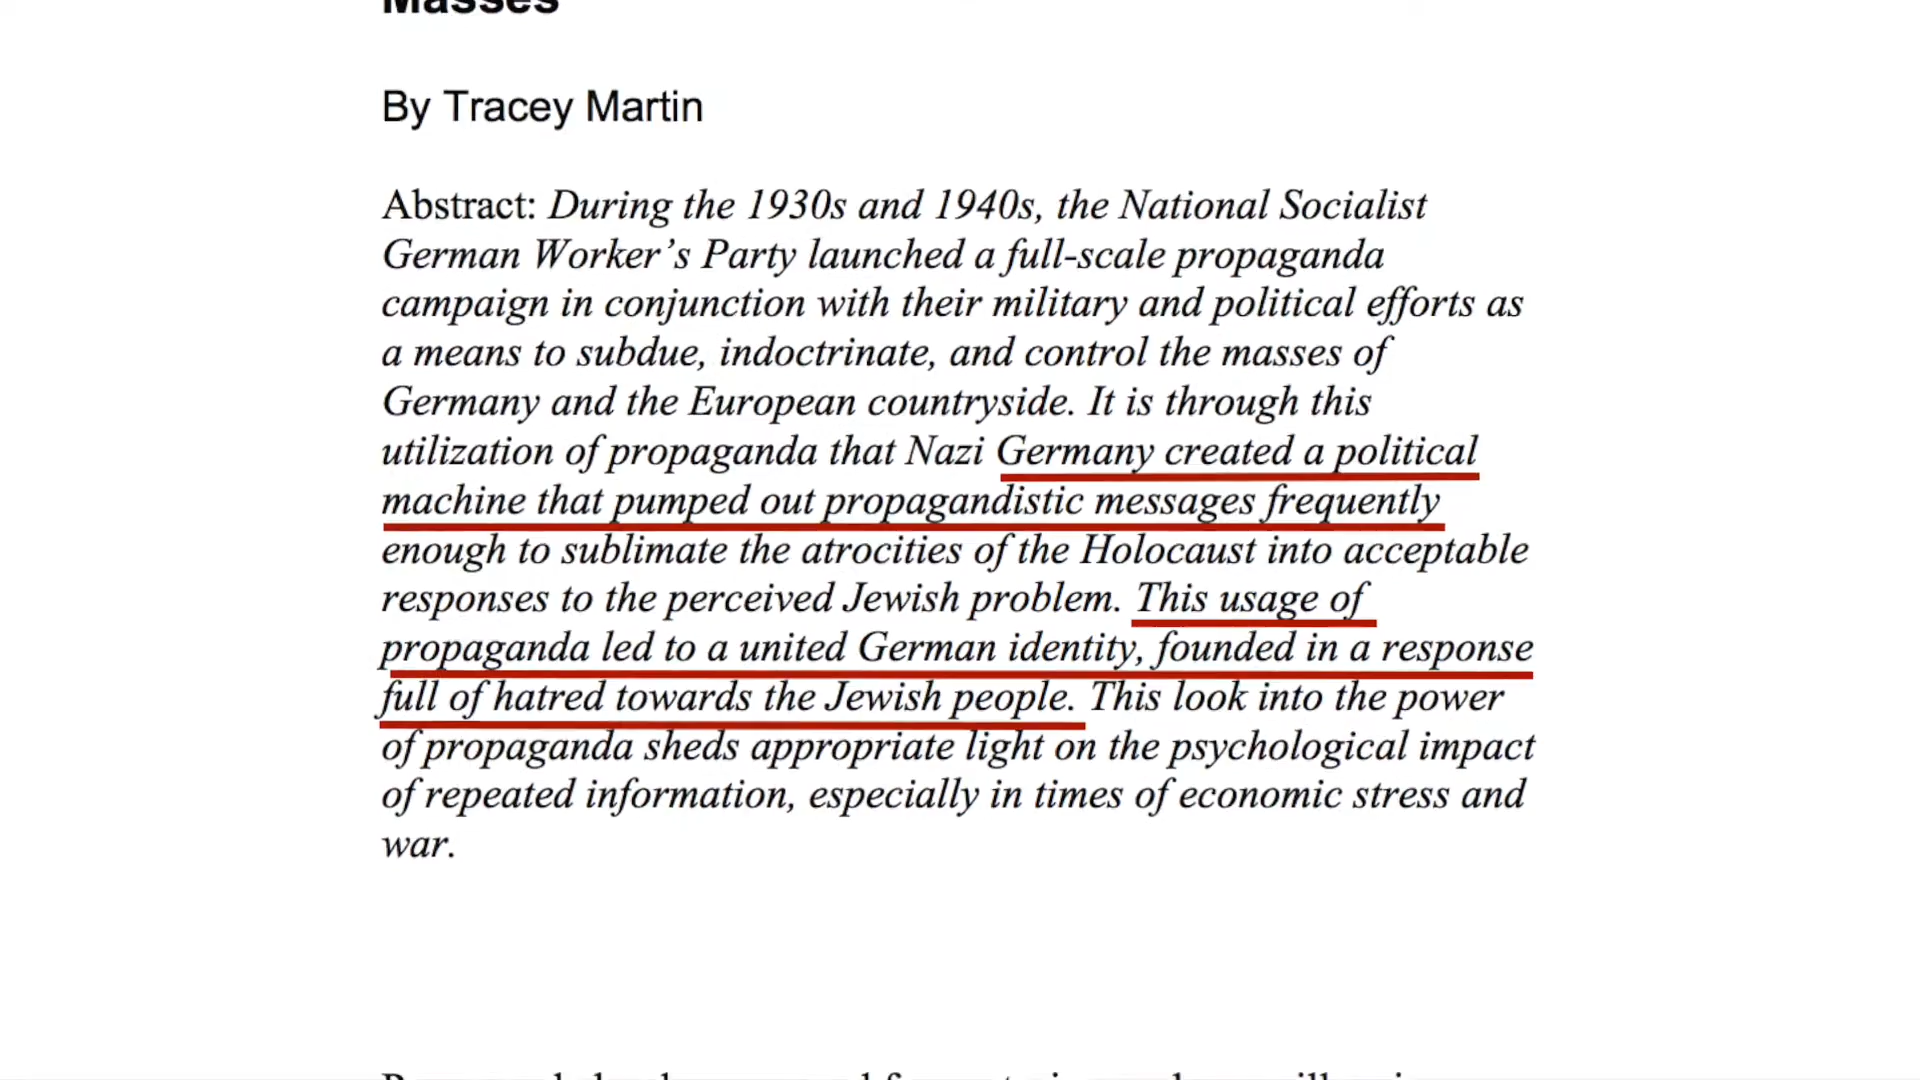 Masses
By Tracey Martin
Abstract: During the 1930s and 1940s, the National Socialist
German Worker’s Party launched a full-scale propaganda
campaign in conjunction with their military and political efforts as
a means to subdue, indoctrinate, and control the masses of
Germany and the European countryside. It is through this
utilization of propaganda that Nazi Germany created a political
machine that pumped out propagandistic messages frequently
enough to sublimate the atrocities of the Holocaust into acceptable
responses to the perceived Jewish problem. This usage of
propaganda led to a united German identity, founded in a response
full of hatred towards the Jewish people. This look into the power
of propaganda sheds appropriate light on the psychological impact
of repeated information, especially in times of economic stress and
war.